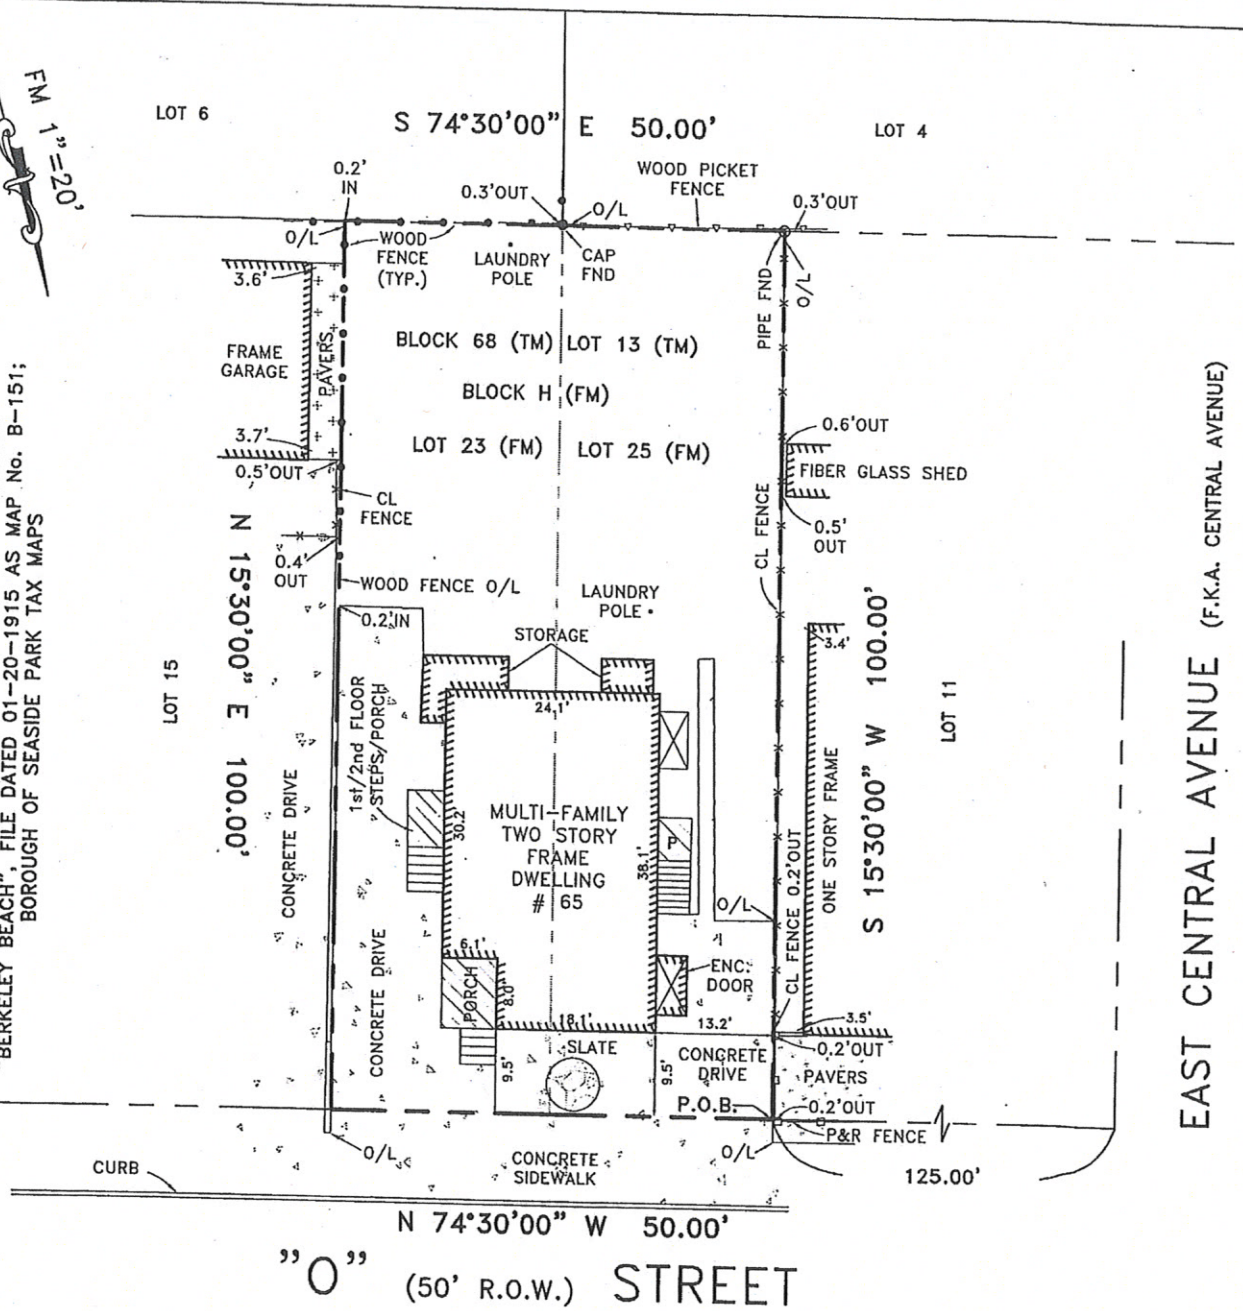 FM 1"=20'
LOT 6
S 74°30'00" E 50.00'
LOT 4
0.2'
IN
0.3'OUT
O/L
WOOD PICKET
FENCE
0.3'OUT
O/L
WOOD
FENCE
(TYP.)
LAUNDRY
POLE
CAP
FND
PIPE FND
O/L
3.6'
FRAME
GARAGE
PAVERS
3.7'
0.5'OUT
BLOCK 68 (TM) LOT 13 (TM)
BLOCK H (FM)
LOT 23 (FM) LOT 25 (FM)
0.6'OUT
FIBER GLASS SHED
0.5'
OUT
CL FENCE
CL
FENCE
0.4'
OUT
WOOD FENCE O/L
0.2'IN
LAUNDRY
POLE
STORAGE
BERKELEY BEACH", FILE DATED 01-20-1915 AS MAP No. B-151;
BOROUGH OF SEASIDE PARK TAX MAPS
N 15°30'00" E 100.00'
LOT 15
CONCRETE DRIVE
1st/2nd FLOOR
STEPS/PORCH
CONCRETE DRIVE
24.1'
30.2'
MULTI-FAMILY
TWO STORY
FRAME
DWELLING
# 65
38.1'
P
O/L
3.4'
ONE STORY FRAME
S 15°30'00" W 100.00'
LOT 11
EAST CENTRAL AVENUE (F.K.A. CENTRAL AVENUE)
CL FENCE 0.2'OUT
6.1'
PORCH
8.0'
18.1'
ENC.
DOOR
13.2'
3.5'
0.2'OUT
SLATE
9.5'
9.5'
CONCRETE
DRIVE
PAVERS
P.O.B.
0.2'OUT
P&R FENCE
O/L
O/L
125.00'
CURB
CONCRETE
SIDEWALK
N 74°30'00" W 50.00'
"O" (50' R.O.W.) STREET